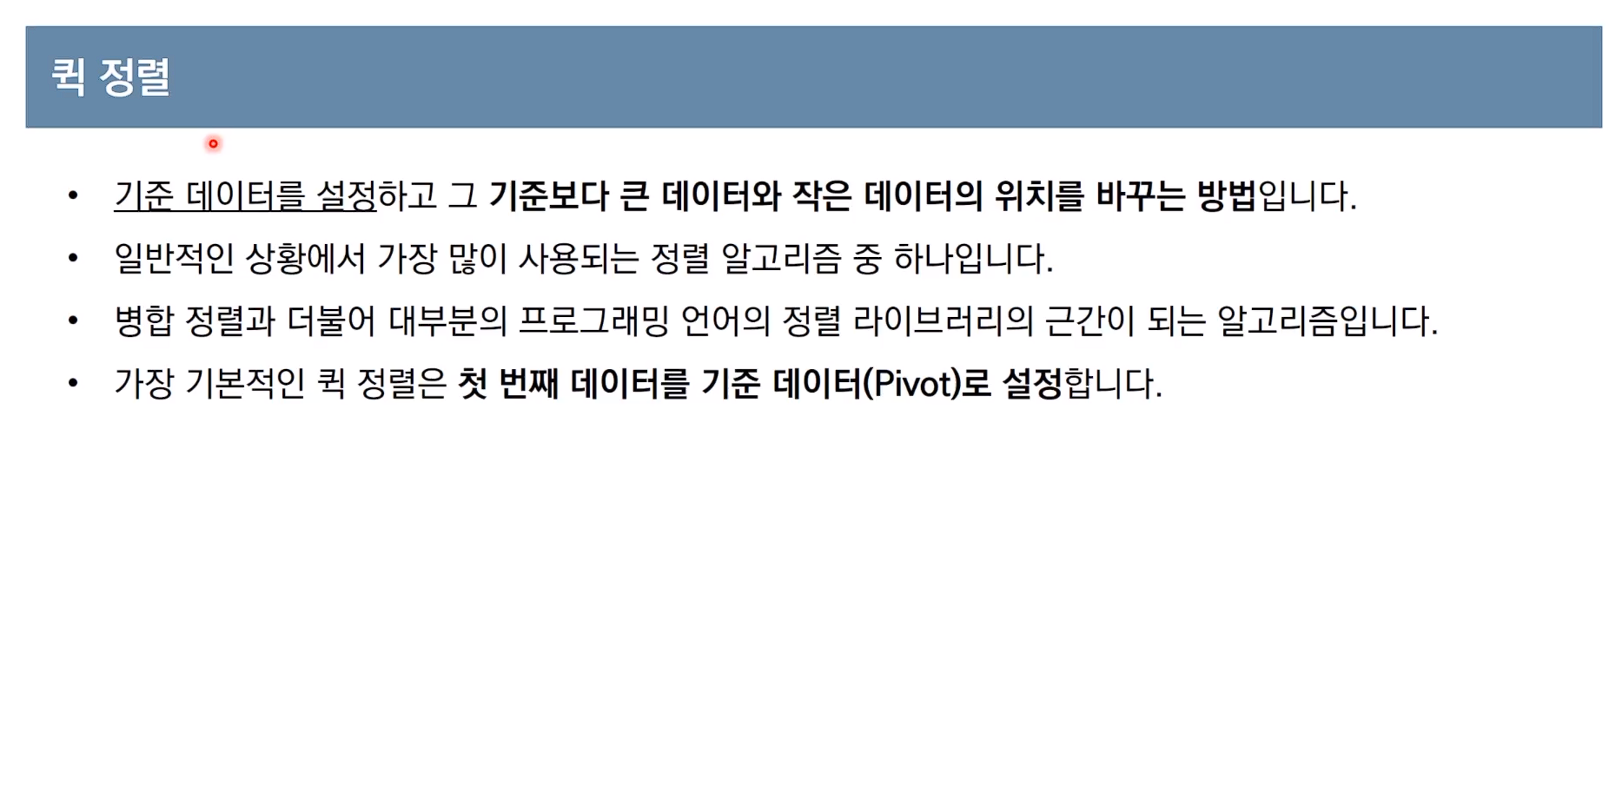 퀵 정렬
• 기준 데이터를 설정하고 그 기준보다 큰 데이터와 작은 데이터의 위치를 바꾸는 방법입니다.
• 일반적인 상황에서 가장 많이 사용되는 정렬 알고리즘 중 하나입니다.
• 병합 정렬과 더불어 대부분의 프로그래밍 언어의 정렬 라이브러리의 근간이 되는 알고리즘입니다.
• 가장 기본적인 퀵 정렬은 첫 번째 데이터를 기준 데이터(Pivot)로 설정합니다.